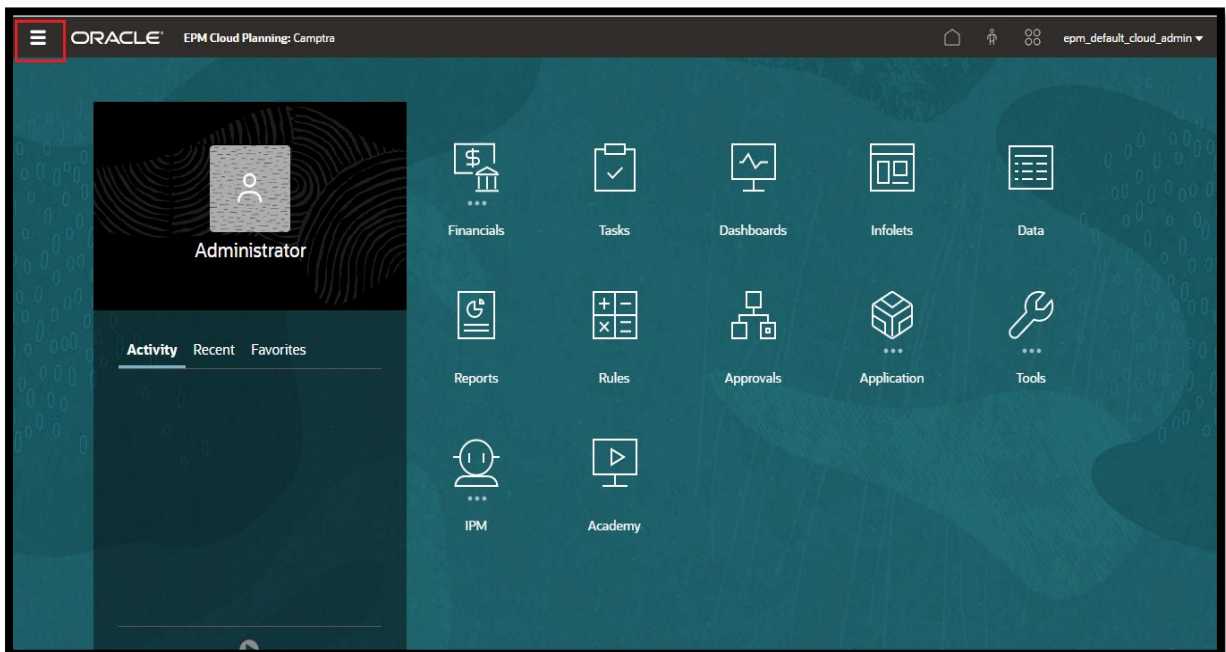 ORACLE EPM Cloud Planning: Camptra epm_default_cloud_admin
Administrator
Activity Recent Favorites
Financials Tasks Dashboards Infolets Data
Reports Rules Approvals Application Tools
IPM Academy